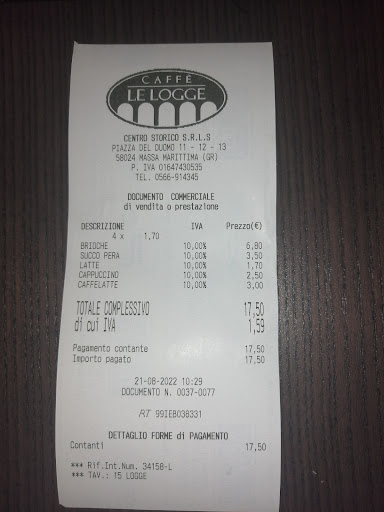 CAFFÈ
LE LOGGE
CENTRO STORICO S.R.L.S
PIAZZA DEL DUOMO 11 - 12 - 13
58024 MASSA MARITTIMA (GR)
P. IVA 01647430535
TEL. 0566-914345
DOCUMENTO COMMERCIALE
di vendita o prestazione
DESCRIZIONE IVA Prezzo(€)
4 x 1,70
BRIOCHE 10,00% 6,80
SUCCO PERA 10,00% 3,50
LATTE 10,00% 1,70
CAPPUCCINO 10,00% 2,50
CAFFELATTE 10,00% 3,00
TOTALE COMPLESSIVO 17,50
di cui IVA 1,59
Pagamento contante 17,50
Importo pagato 17,50
21-08-2022 10:29
DOCUMENTO N. 0037-0077
RT 99IEB038331
DETTAGLIO FORME di PAGAMENTO
Contanti 17,50
*** Rif.Int.Num. 34158-L
*** TAV.: 15 LOGGE